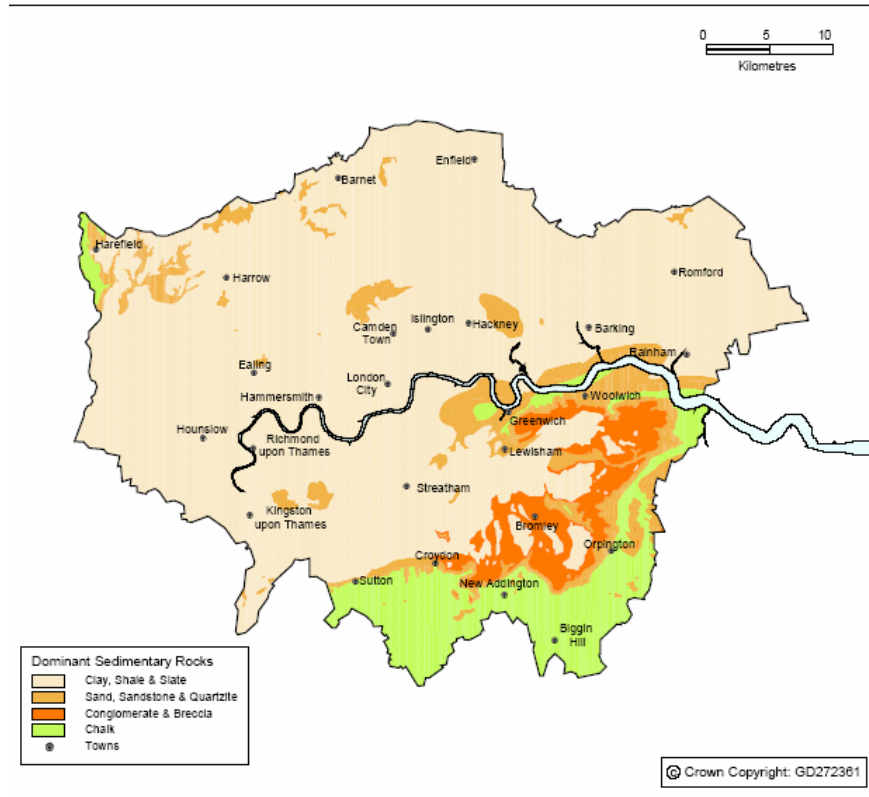 0 5 10
Kilometres
Enfield
Barnet
Harefield
Harrow
Romford
Islington
Hackney
Camden
Town
Barking
Rainham
Ealing
London
City
Hammersmith
Woolwich
Greenwich
Hounslow
Richmond
upon Thames
Lewisham
Streatham
Kingston
upon Thames
Bromley
Orpington
Croydon
Sutton
New Addington
Biggin
Hill
Dominant Sedimentary Rocks
Clay, Shale & Slate
Sand, Sandstone & Quartzite
Conglomerate & Breccia
Chalk
Towns
© Crown Copyright: GD272361